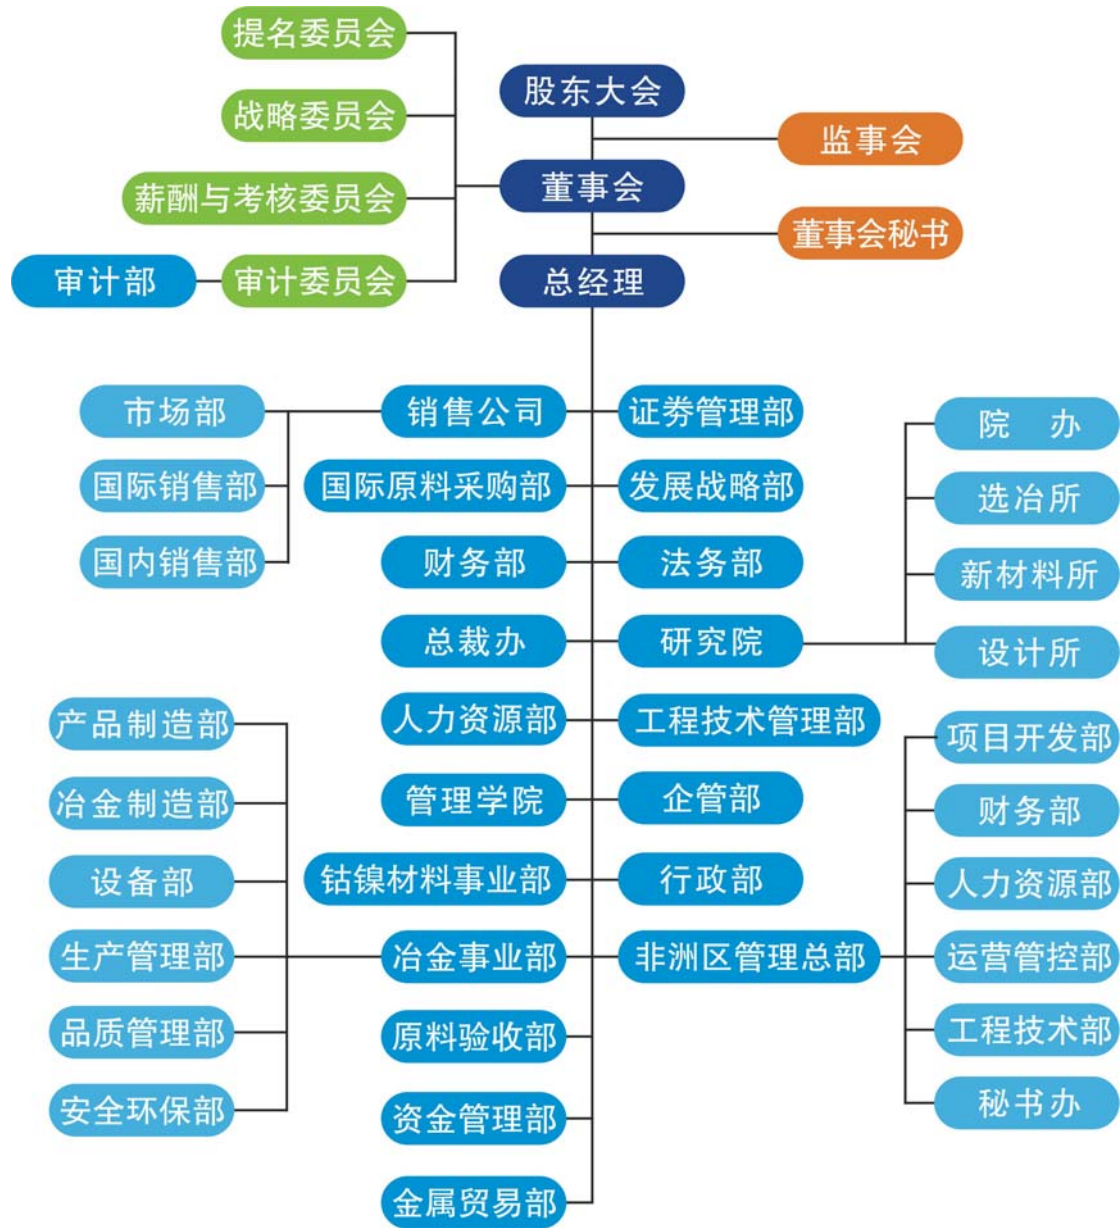 提名委员会
战略委员会
薪酬与考核委员会
审计委员会
审计部
股东大会
董事会
总经理
监事会
董事会秘书
市场部
国际销售部
国内销售部
销售公司
国际原料采购部
财务部
总裁办
人力资源部
管理学院
钴镍材料事业部
冶金事业部
原料验收部
资金管理部
金属贸易部
证券管理部
发展战略部
法务部
研究院
工程技术管理部
企管部
行政部
非洲区管理总部
院 办
选冶所
新材料所
设计所
产品制造部
冶金制造部
设备部
生产管理部
品质管理部
安全环保部
项目开发部
财务部
人力资源部
运营管控部
工程技术部
秘书办